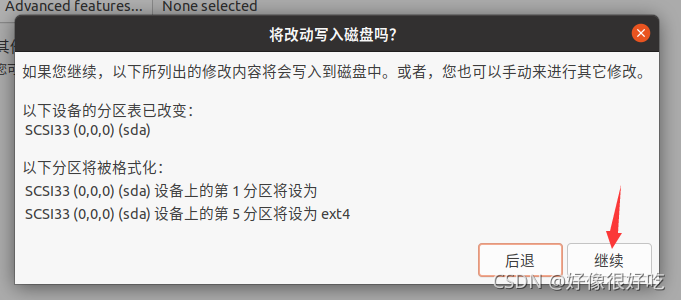 Advanced features...
None selected
将改动写入磁盘吗?
如果您继续，以下所列出的修改内容将会写入到磁盘中。或者，您也可以手动来进行其它修改。
以下设备的分区表已改变：
SCSI33 (0,0,0) (sda)
以下分区将被格式化：
SCSI33 (0,0,0) (sda) 设备上的第 1 分区将设为
SCSI33 (0,0,0) (sda) 设备上的第 5 分区将设为 ext4
后退
继续
CSDN @好像很好吃